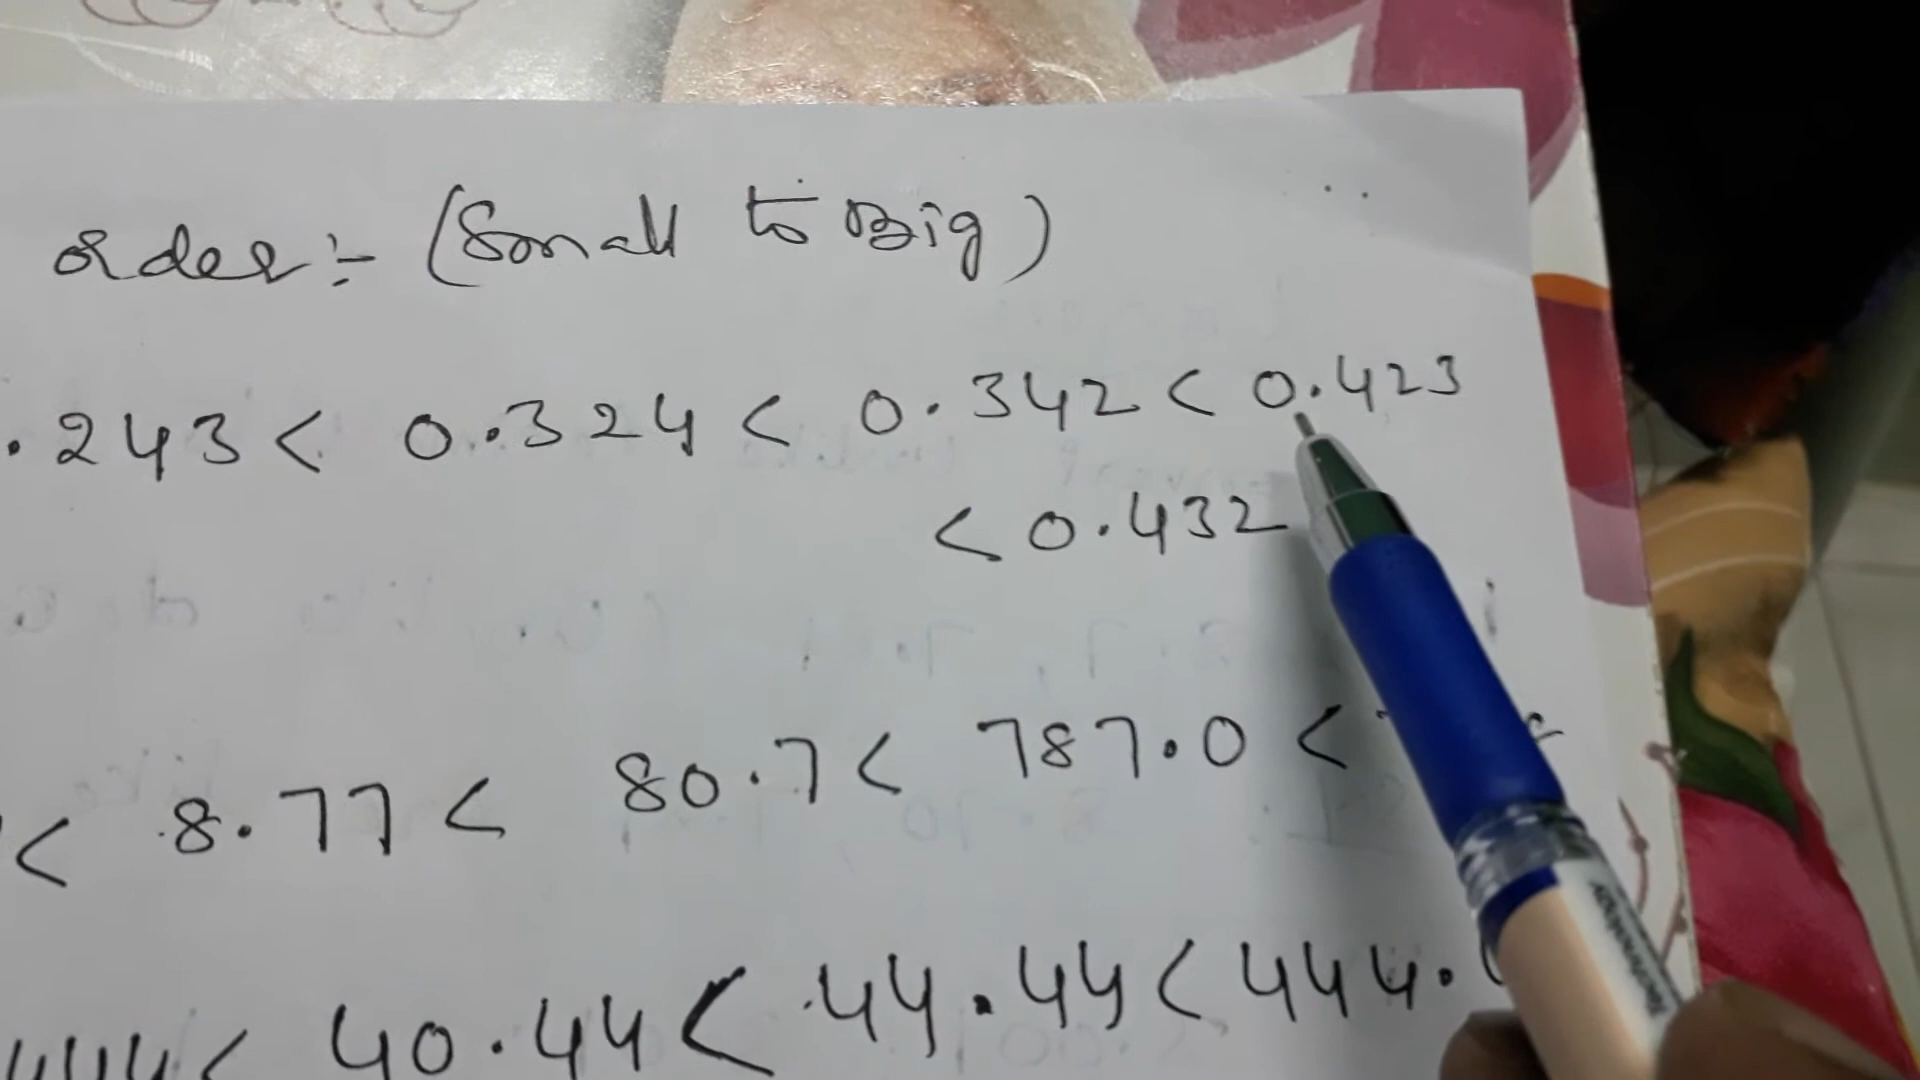 order:- (Small to Big)
.243 < 0.324 < 0.342 < 0.423
< 0.432
< 8.77 < 80.7 < 787.0 <
444 < 40.44 < 44.44 < 444.